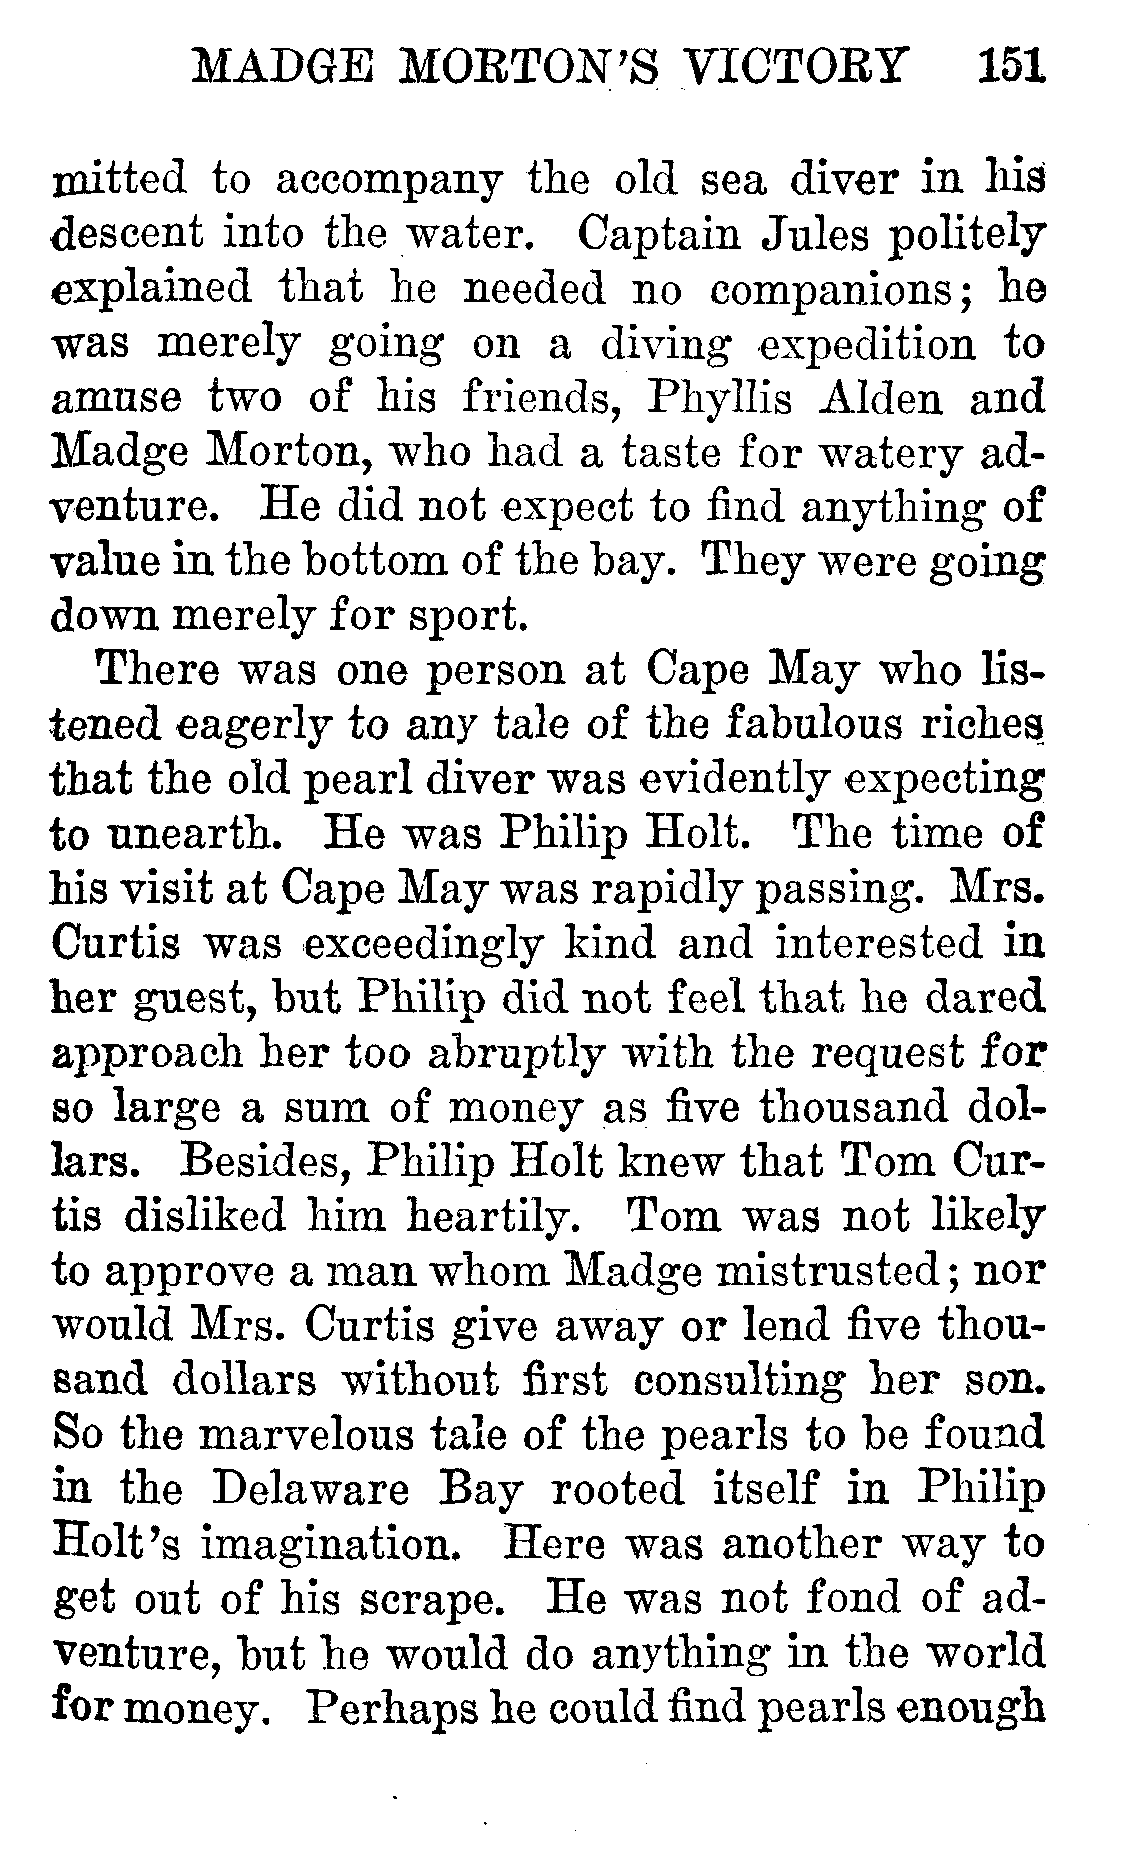 MADGE MORTON'S VICTORY 151
mitted to accompany the old sea diver in his
descent into the water. Captain Jules politely
explained that he needed no companions; he
was merely going on a diving expedition to
amuse two of his friends, Phyllis Alden and
Madge Morton, who had a taste for watery ad-
venture. He did not expect to find anything of
value in the bottom of the bay. They were going
down merely for sport.
There was one person at Cape May who lis-
tened eagerly to any tale of the fabulous riches
that the old pearl diver was evidently expecting
to unearth. He was Philip Holt. The time of
his visit at Cape May was rapidly passing. Mrs.
Curtis was exceedingly kind and interested in
her guest, but Philip did not feel that he dared
approach her too abruptly with the request for
so large a sum of money as five thousand dol-
lars. Besides, Philip Holt knew that Tom Cur-
tis disliked him heartily. Tom was not likely
to approve a man whom Madge mistrusted; nor
would Mrs. Curtis give away or lend five thou-
sand dollars without first consulting her son.
So the marvelous tale of the pearls to be found
in the Delaware Bay rooted itself in Philip
Holt's imagination. Here was another way to
get out of his scrape. He was not fond of ad-
venture, but he would do anything in the world
for money. Perhaps he could find pearls enough